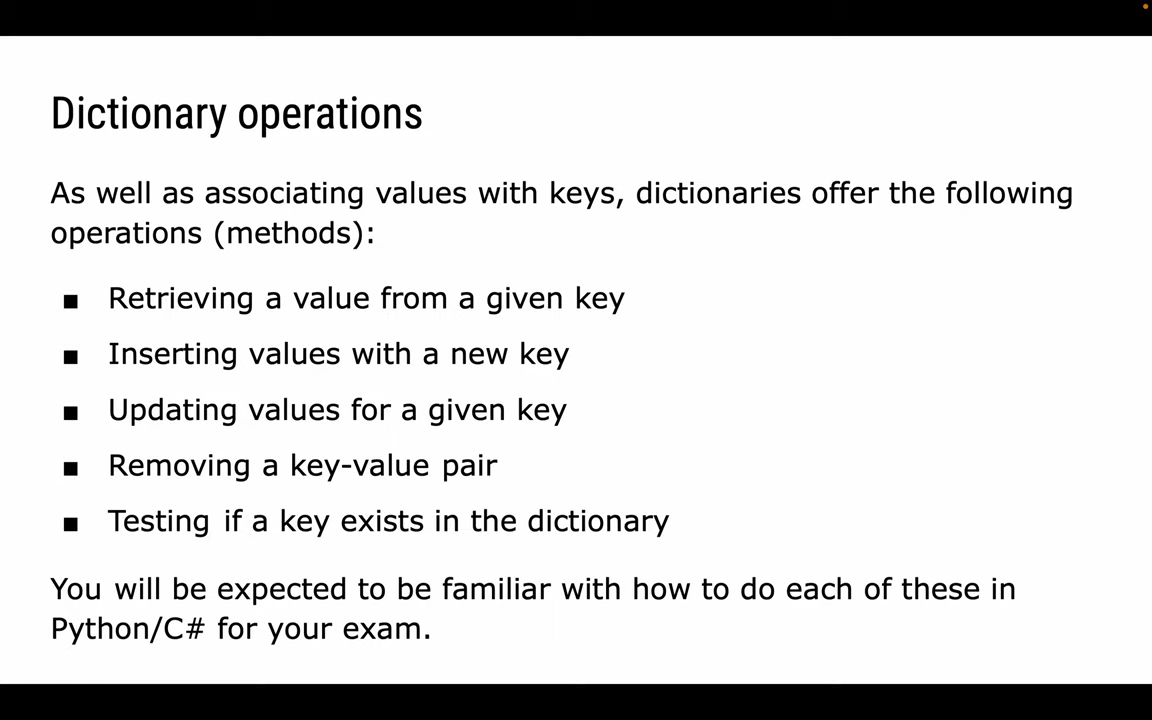 Dictionary operations
As well as associating values with keys, dictionaries offer the following
operations (methods):
▪ Retrieving a value from a given key
▪ Inserting values with a new key
▪ Updating values for a given key
▪ Removing a key-value pair
▪ Testing if a key exists in the dictionary
You will be expected to be familiar with how to do each of these in
Python/C# for your exam.